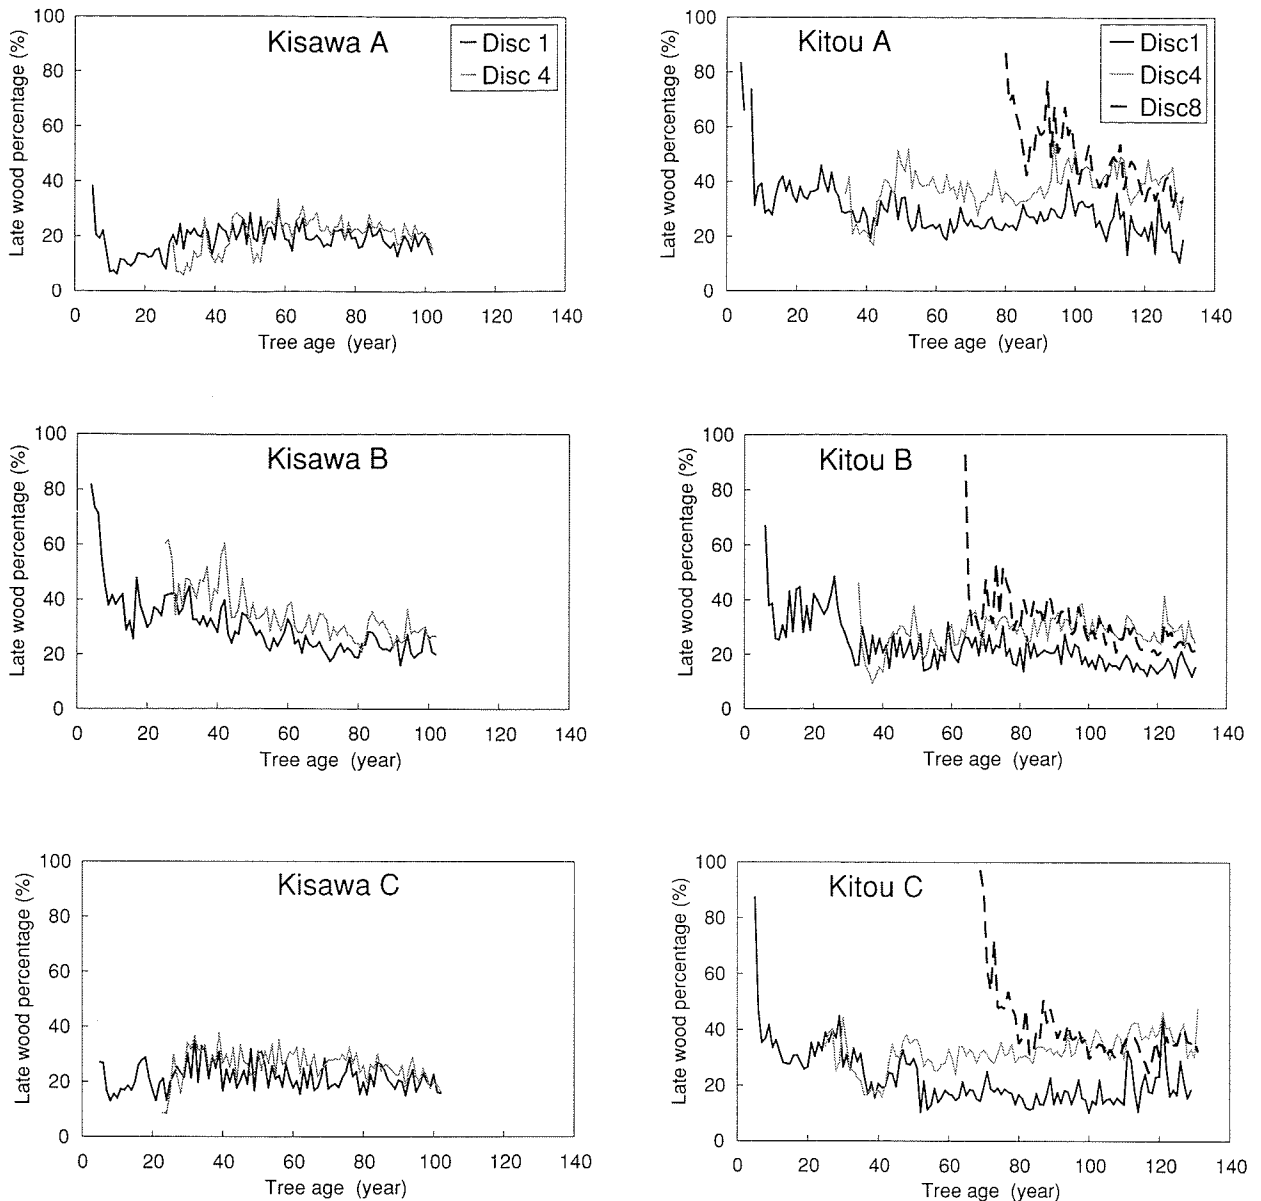 Kisawa A
Disc 1
Disc 4
Late wood percentage (%)
100
80
60
40
20
0
0 20 40 60 80 100 120 140
Tree age (year)
Kitou A
Disc1
Disc4
Disc8
Late wood percentage (%)
100
80
60
40
20
0
0 20 40 60 80 100 120 140
Tree age (year)
Kisawa B
Late wood percentage (%)
100
80
60
40
20
0
0 20 40 60 80 100 120 140
Tree age (year)
Kitou B
Late wood percentage (%)
100
80
60
40
20
0
0 20 40 60 80 100 120 140
Tree age (year)
Kisawa C
Late wood percentage (%)
100
80
60
40
20
0
0 20 40 60 80 100 120 140
Tree age (year)
Kitou C
Late wood percentage (%)
100
80
60
40
20
0
0 20 40 60 80 100 120 140
Tree age (year)